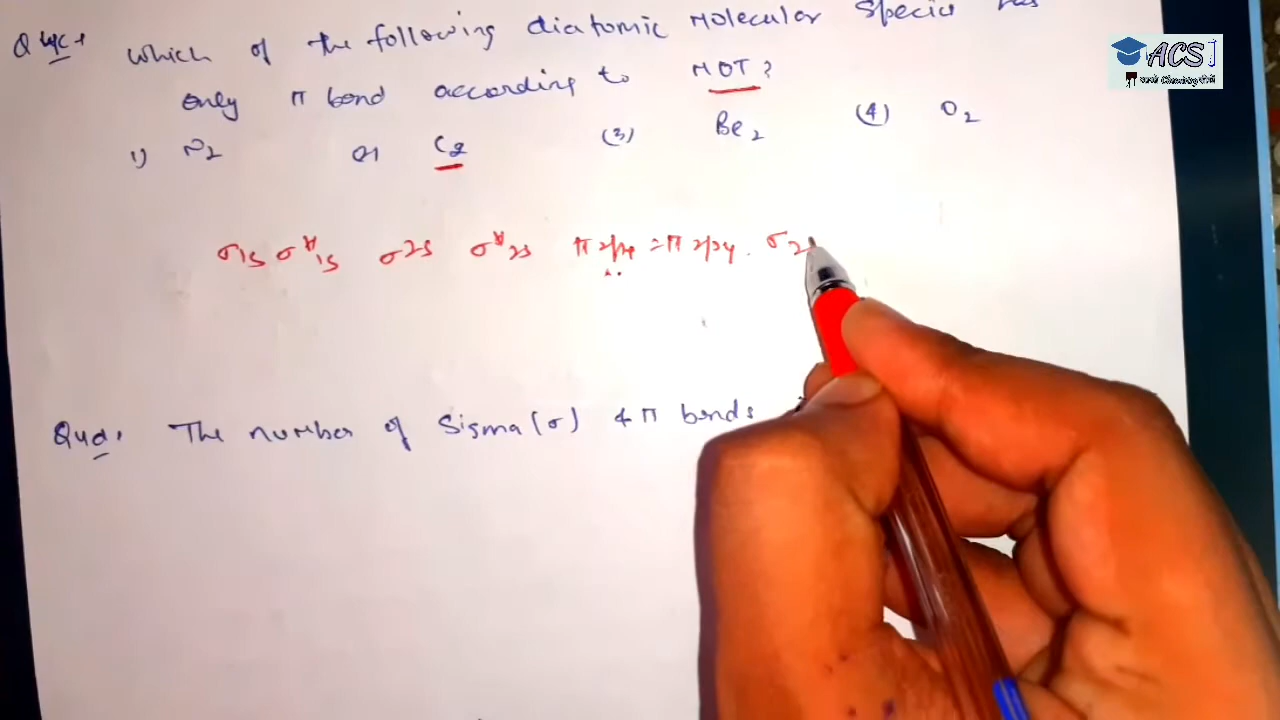 which of the following diatomic Molecular Species has
only π bond according to MOT?
1) N2 (2) C2 (3) Be2 (4) O2
σ1s σ*1s σ2s σ*2s π2px = π2py . σ2
The number of Sigma(σ) & π bonds
ACS